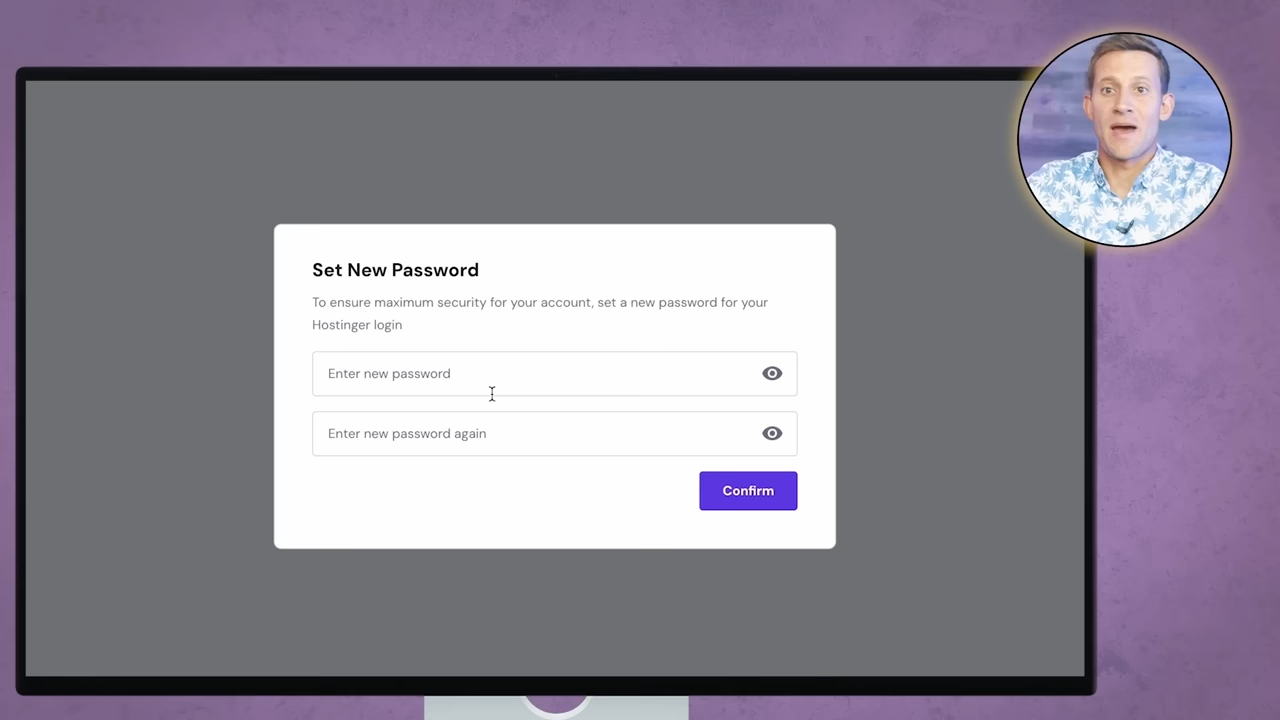 Set New Password
To ensure maximum security for your account, set a new password for your
Hostinger login
Enter new password
Enter new password again
Confirm